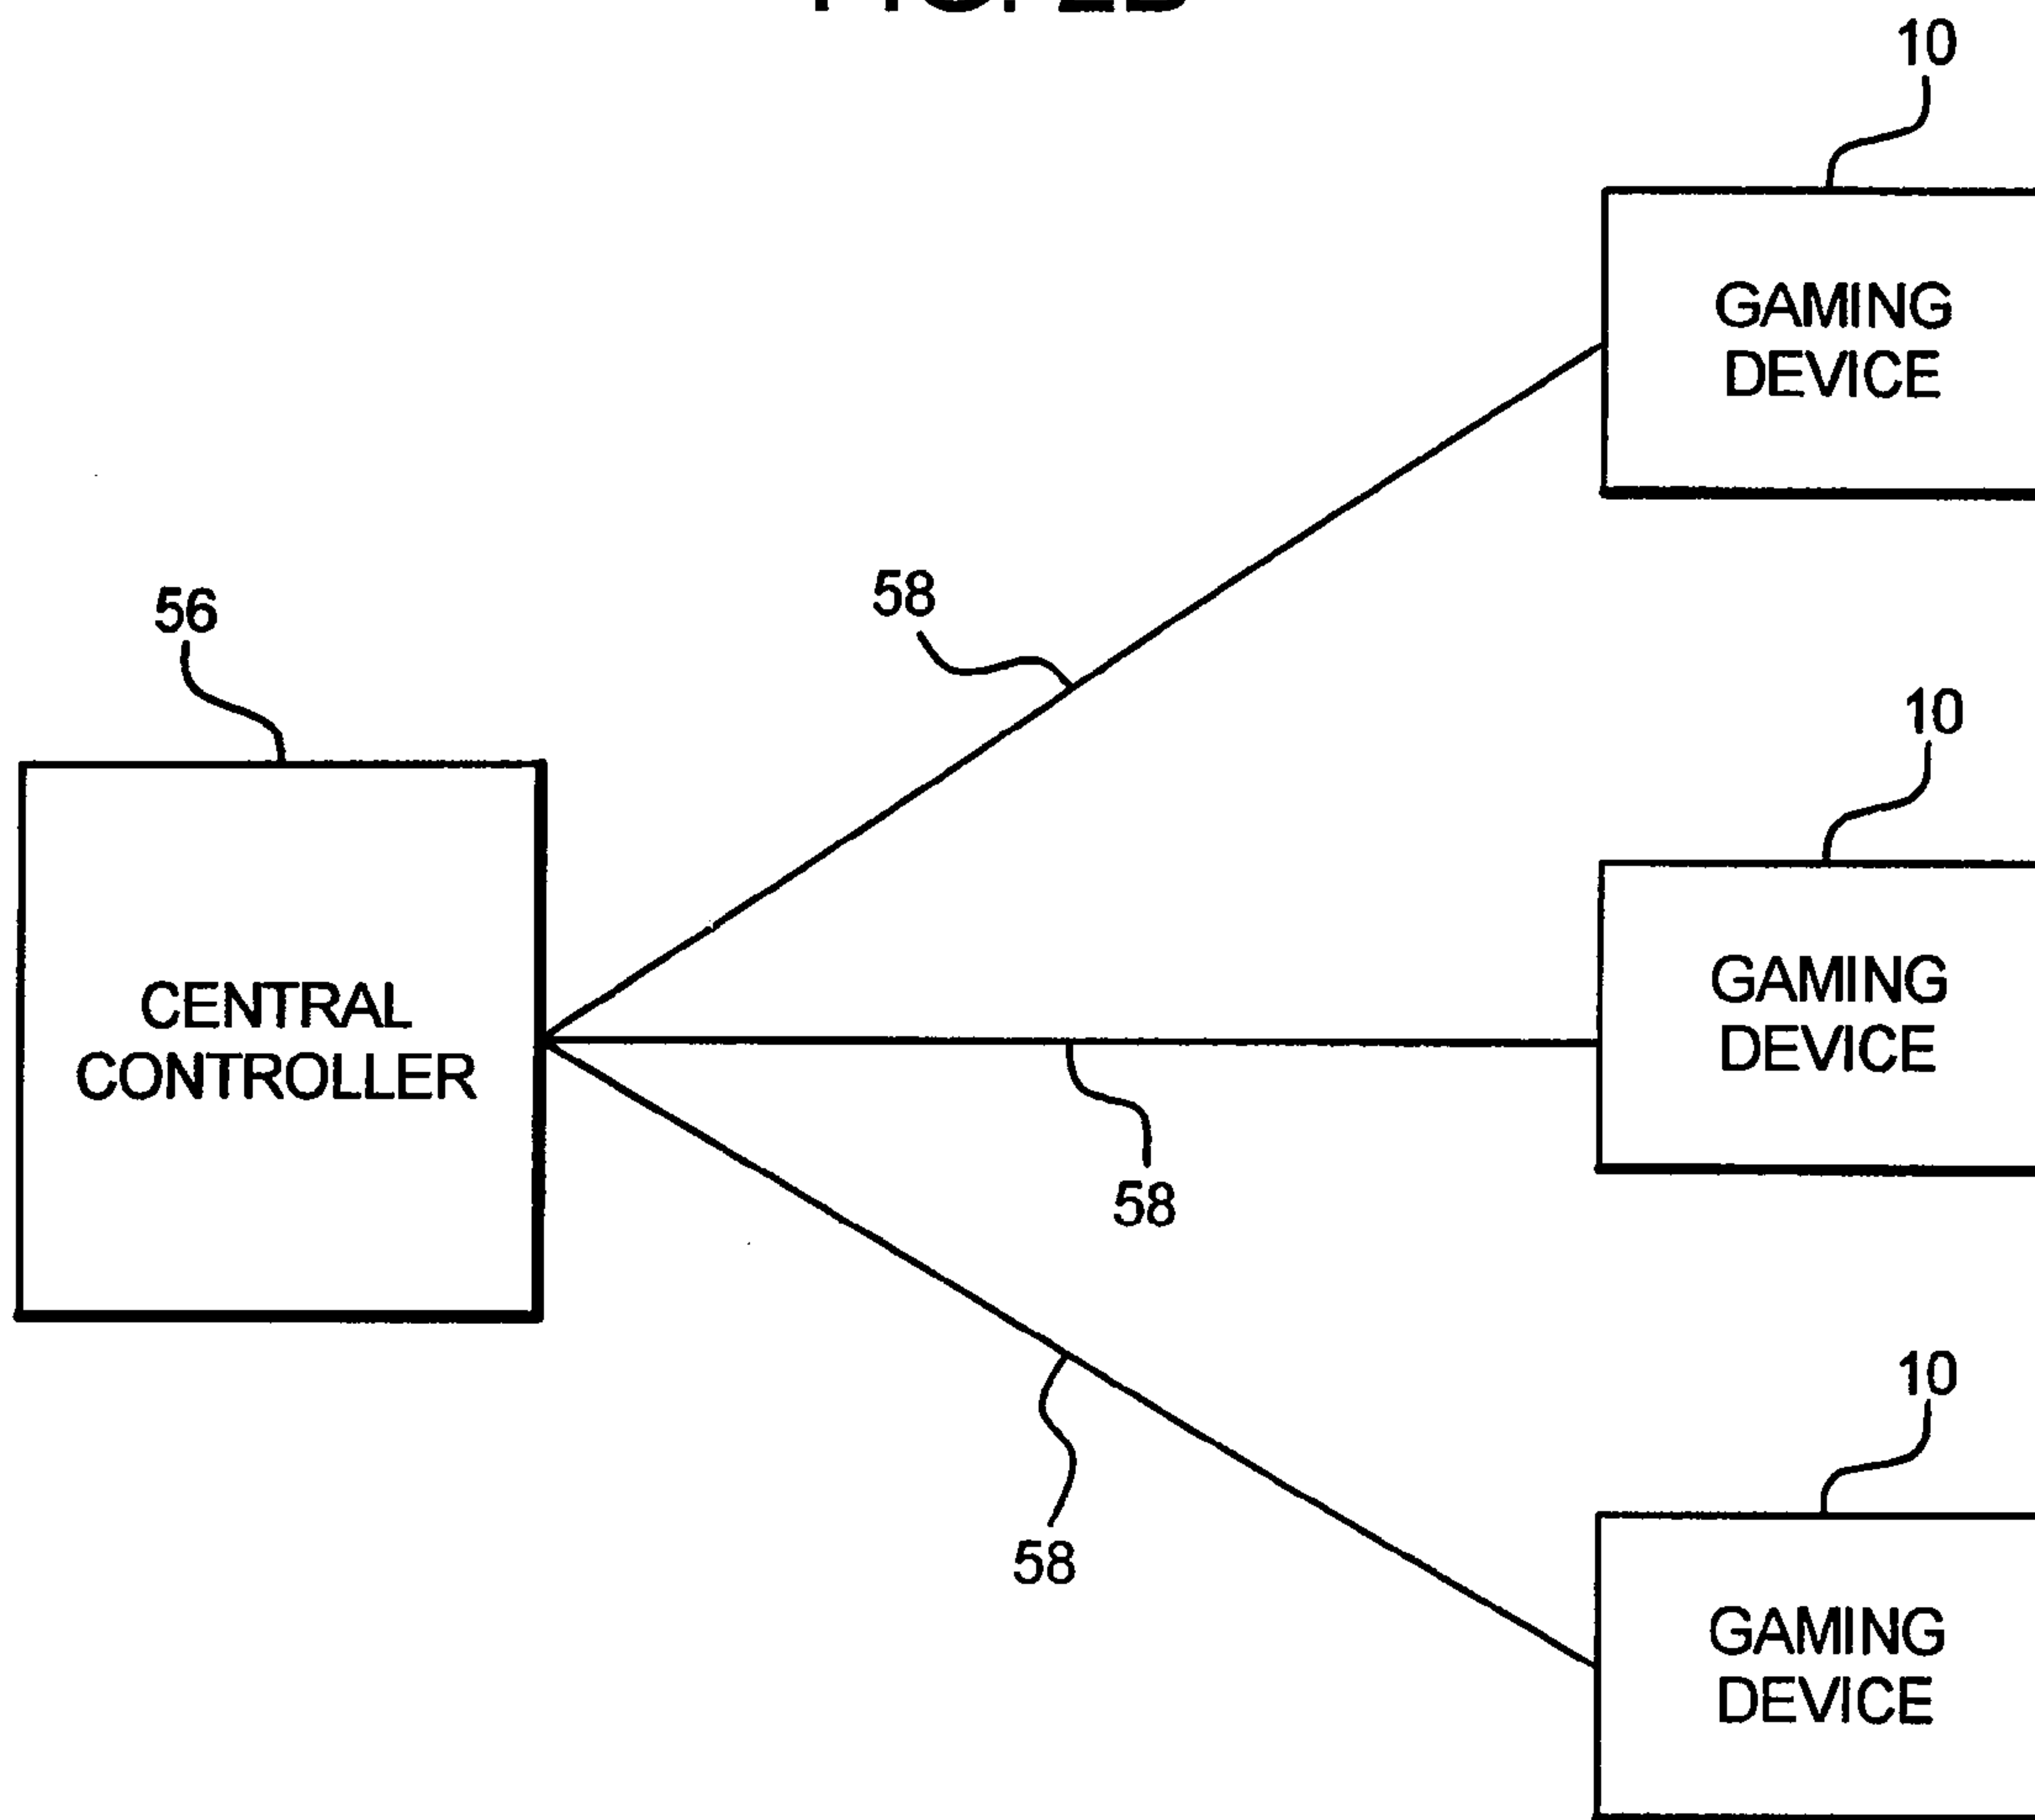 10
GAMING
DEVICE
58
56
10
CENTRAL
CONTROLLER
GAMING
DEVICE
58
10
58
GAMING
DEVICE